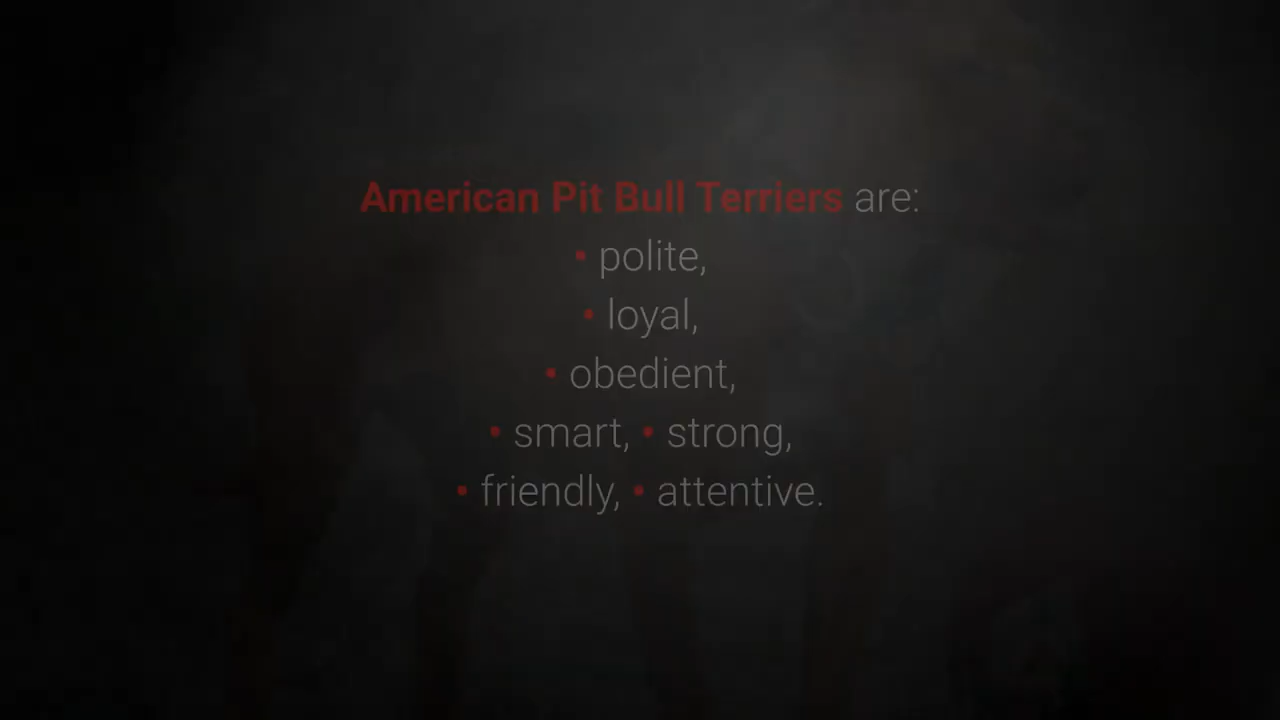 American Pit Bull Terriers are:
• polite,
• loyal,
• obedient,
• smart, • strong,
• friendly, • attentive.